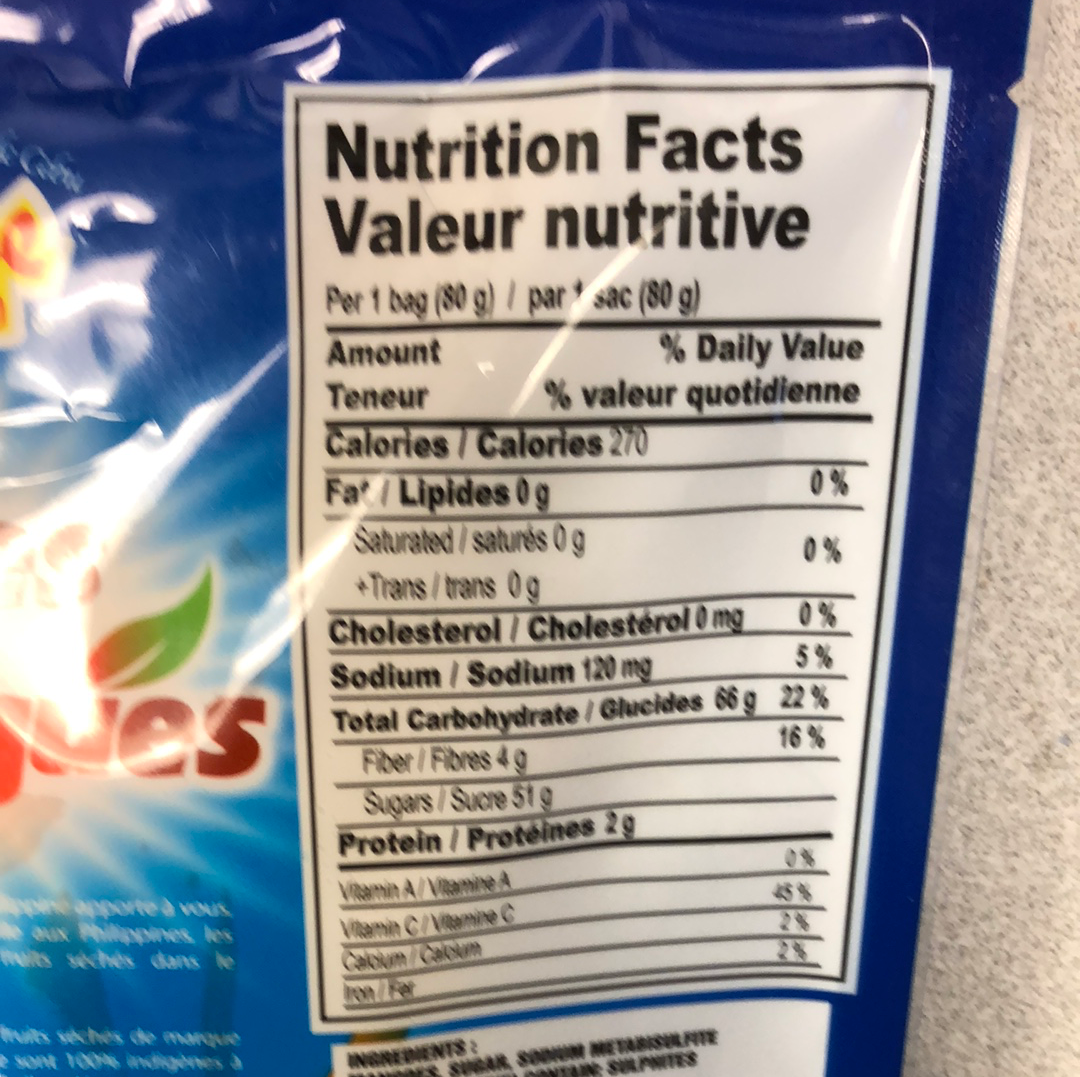 Nutrition Facts
Valeur nutritive
Per 1 bag (80 g) / par 1 sac (80 g)
Amount % Daily Value
Teneur % valeur quotidienne
Calories / Calories 270
Fat / Lipides 0 g 0 %
Saturated / saturés 0 g 0 %
+Trans / trans 0 g
Cholesterol / Cholestérol 0 mg 0 %
Sodium / Sodium 120 mg 5 %
Total Carbohydrate / Glucides 66 g 22 %
Fiber / Fibres 4 g 16 %
Sugars / Sucre 51 g
Protein / Protéines 2 g
Vitamin A / Vitamine A 0 %
Vitamin C / Vitamine C 45 %
Calcium / Calcium 2 %
Iron / Fer 2 %
ues
apporte à vous
aux Philippines, les
fruits séchés dans le
fruits séchés de marque
sont 100% indigènes à
INGREDIENTS :
SUGAR, SODIUM METABISULFITE
SULPHITES